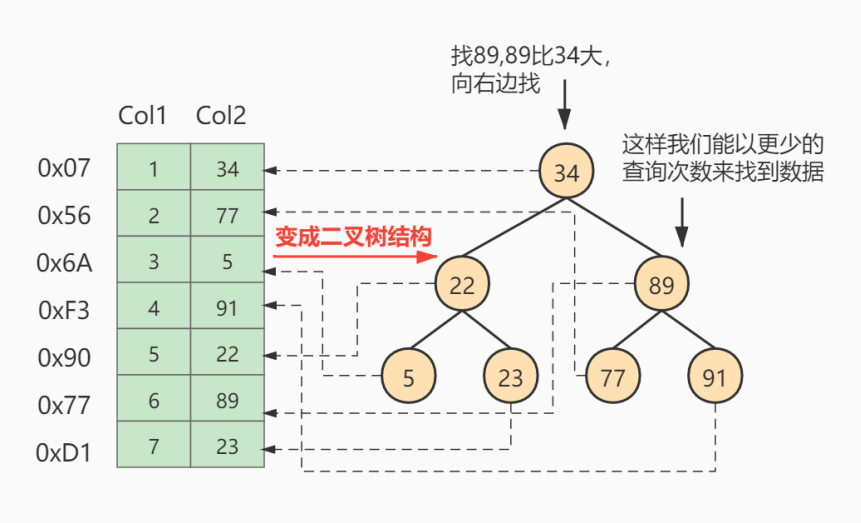 找89,89比34大，
向右边找
这样我们能以更少的
查询次数来找到数据
Col1 Col2
0x07 1 34
0x56 2 77
0x6A 3 5
0xF3 4 91
0x90 5 22
0x77 6 89
0xD1 7 23
变成二叉树结构
34
22 89
5 23 77 91